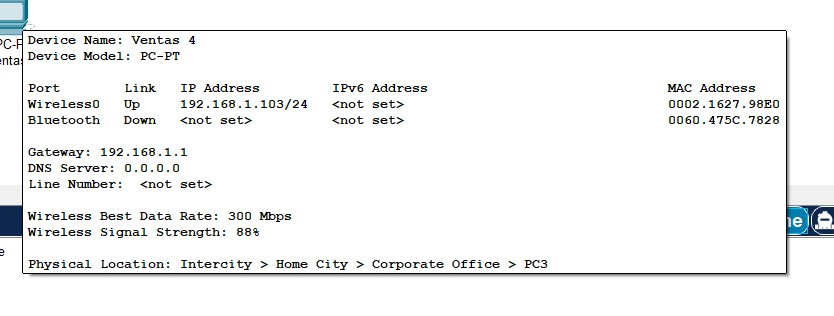 PC-P
entas
Device Name: Ventas 4
Device Model: PC-PT
Port Link IP Address IPv6 Address MAC Address
Wireless0 Up 192.168.1.103/24 <not set> 0002.1627.98E0
Bluetooth Down <not set> <not set> 0060.475C.7828
Gateway: 192.168.1.1
DNS Server: 0.0.0.0
Line Number: <not set>
Wireless Best Data Rate: 300 Mbps
Wireless Signal Strength: 88%
Physical Location: Intercity > Home City > Corporate Office > PC3
ne
e